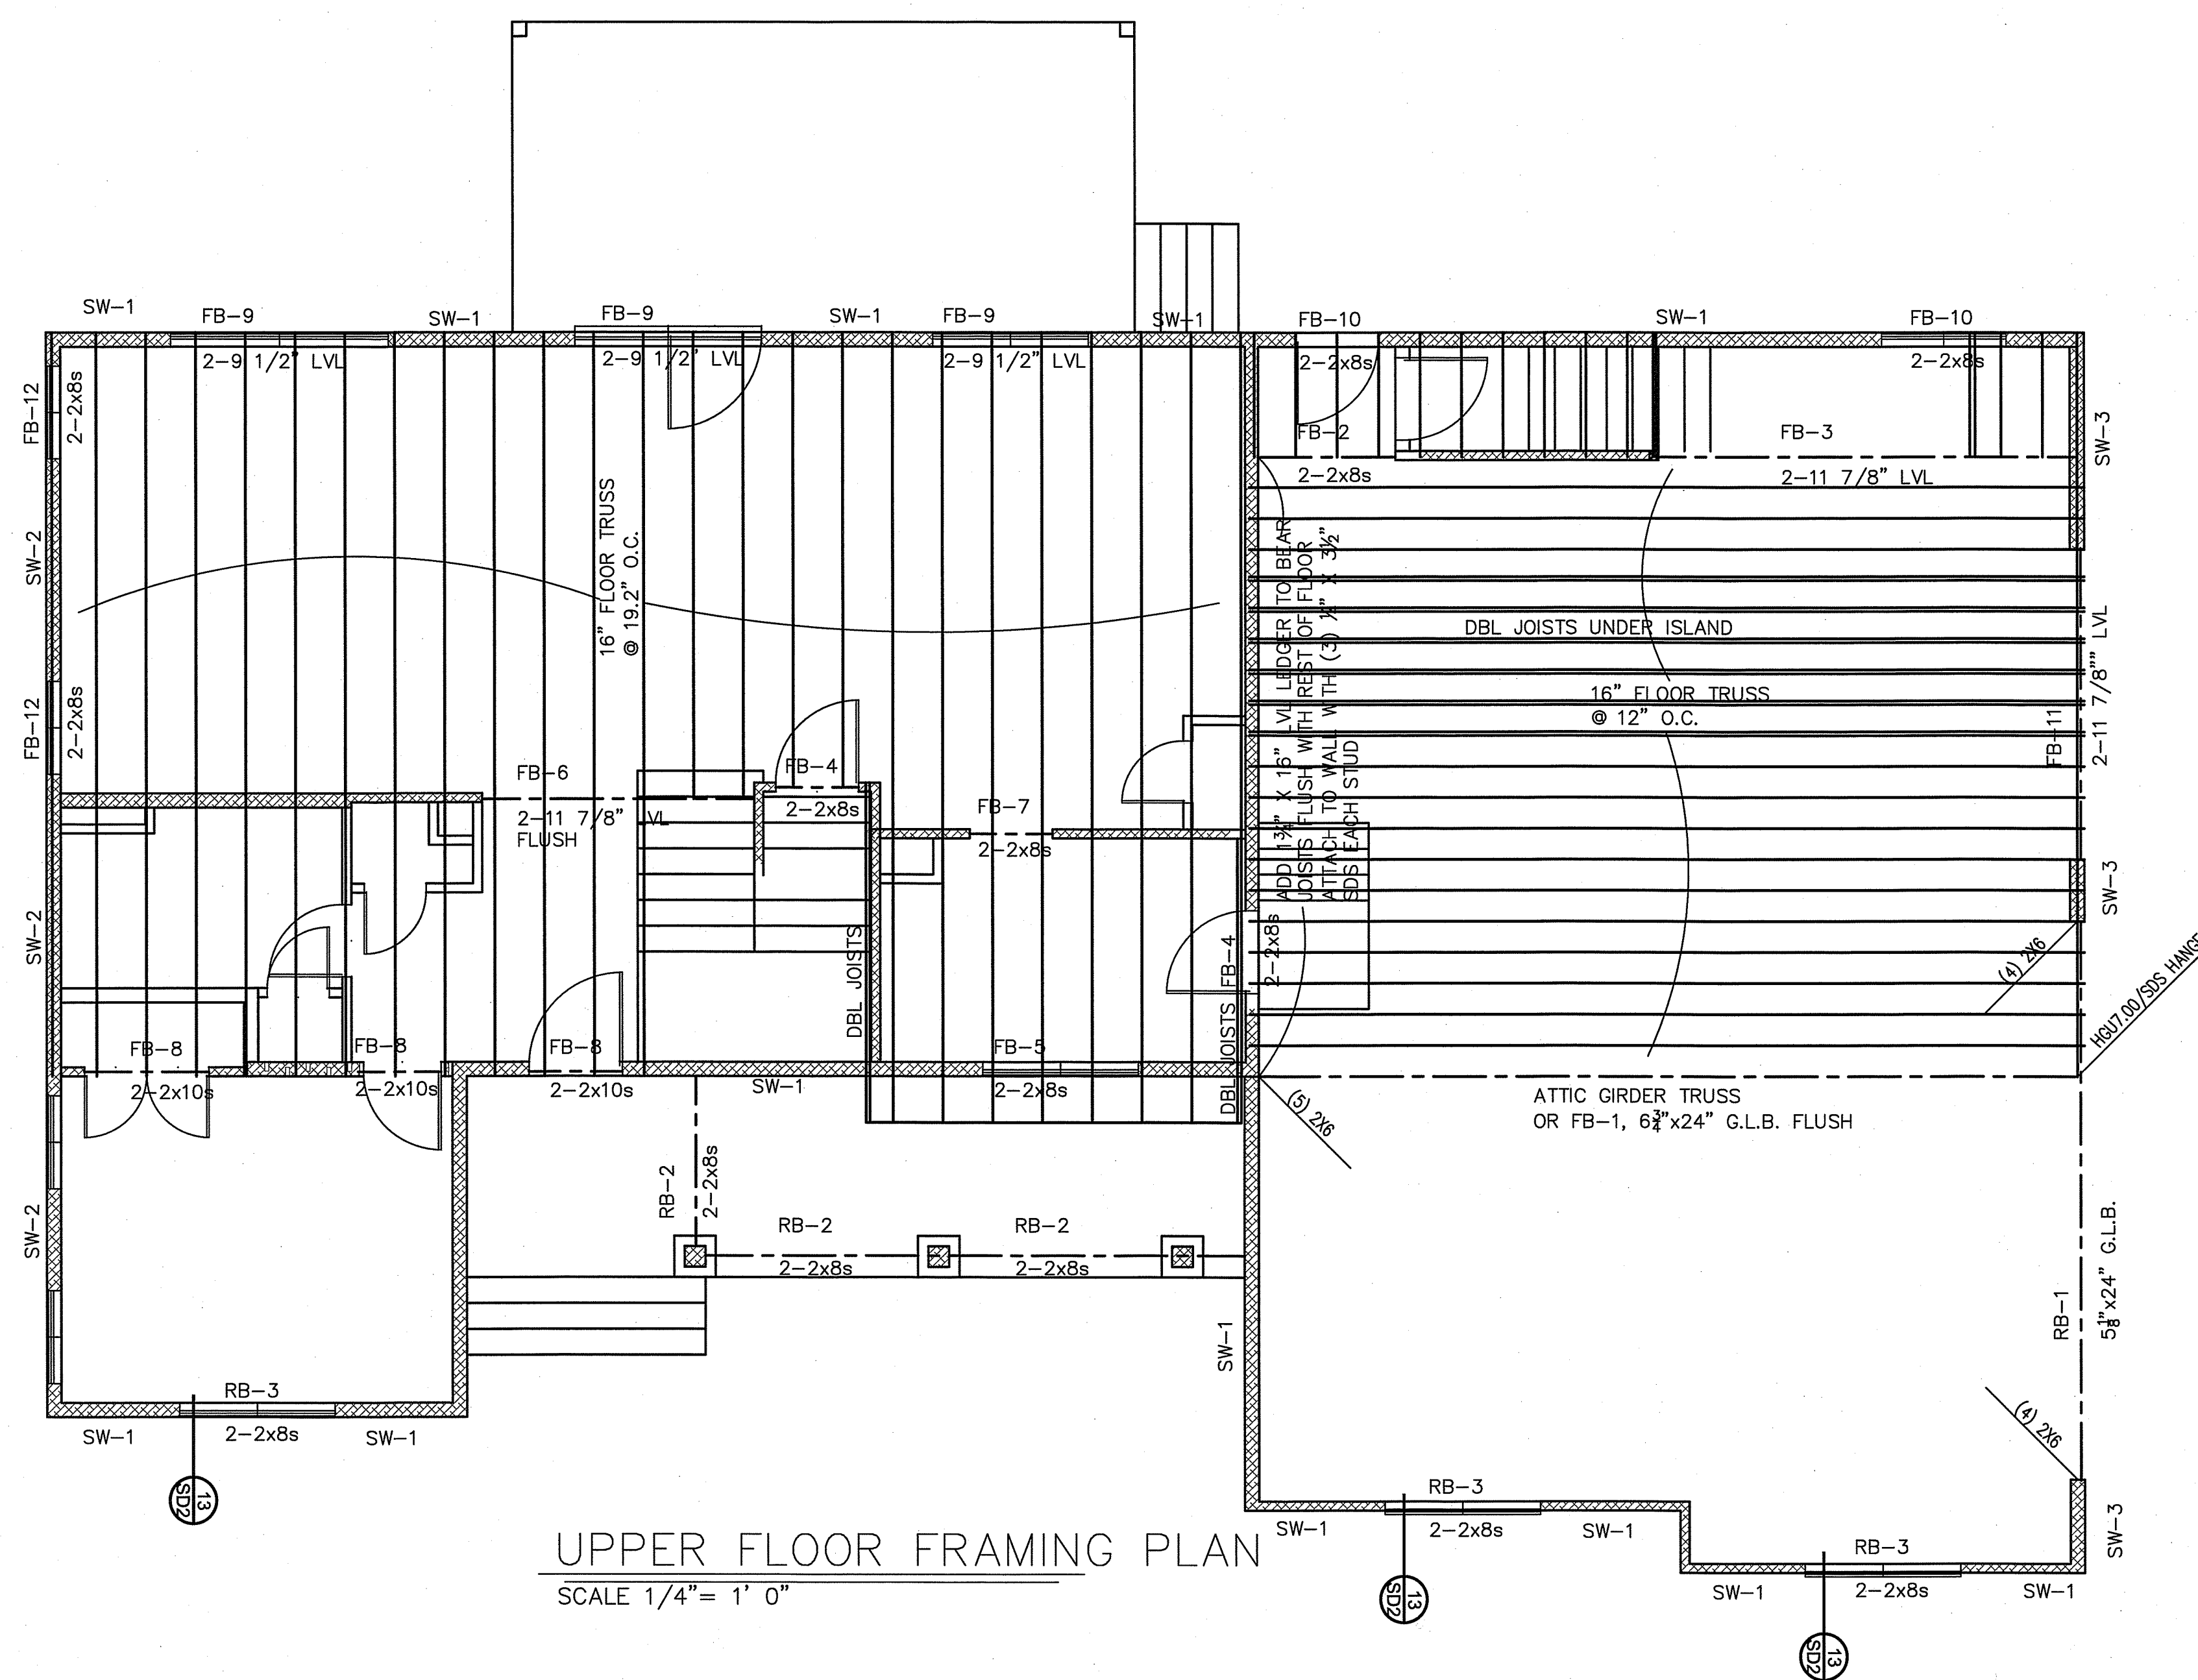 SW-1
FB-9
SW-1
FB-9
SW-1
FB-9
SW-1
FB-10
SW-1
FB-10
2-9 1/2" LVL
2-9 1/2' LVL
2-9 1/2" LVL
2-2x8s
2-2x8s
FB-12
2-2x8s
FB-2
2-2x8s
FB-3
2-11 7/8" LVL
SW-3
SW-2
16" FLOOR TRUSS
@ 19.2" O.C.
ADD 1¾" X 16" LVL LEDGER TO BEAR
JOISTS FLUSH WITH REST OF FLOOR
ATTACH TO WALL WITH (3) ½" X 3½"
SDS EACH STUD
DBL JOISTS UNDER ISLAND
16" FLOOR TRUSS
@ 12" O.C.
FB-11
2-11 7/8"" LVL
FB-12
2-2x8s
FB-6
2-11 7/8" LVL
FLUSH
FB-4
2-2x8s
FB-7
2-2x8s
SW-2
DBL JOISTS
DBL JOISTS
FB-4
2-2x8s
SW-3
(4) 2X6
HGU7.00/SDS HANGE
FB-8
2-2x10s
FB-8
2-2x10s
FB-8
2-2x10s
SW-1
FB-5
2-2x8s
(5) 2X6
ATTIC GIRDER TRUSS
OR FB-1, 6¾"x24" G.L.B. FLUSH
SW-2
RB-2
2-2x8s
RB-2
2-2x8s
RB-2
2-2x8s
SW-1
RB-1
5⅛"x24" G.L.B.
(4) 2X6
RB-3
SW-1
2-2x8s
SW-1
13
SD2
RB-3
SW-1
2-2x8s
SW-1
13
SD2
RB-3
SW-1
2-2x8s
SW-1
SW-3
13
SD2
UPPER FLOOR FRAMING PLAN
SCALE 1/4"= 1' 0"